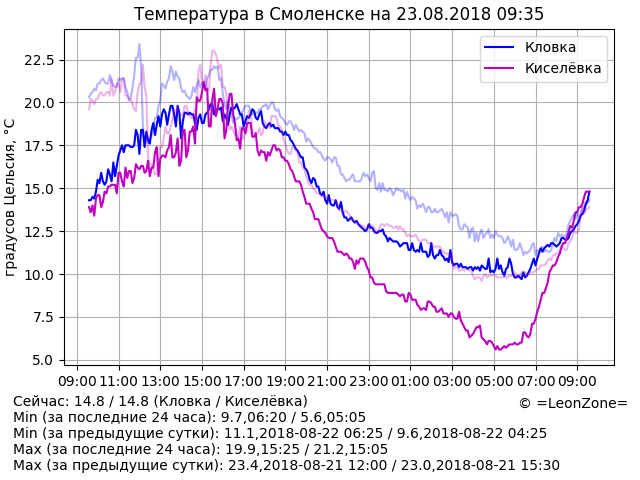 Температура в Смоленске на 23.08.2018 09:35
Кловка
Киселёвка
градусов Цельсия, °C
22.5
20.0
17.5
15.0
12.5
10.0
7.5
5.0
09:00 11:00 13:00 15:00 17:00 19:00 21:00 23:00 01:00 03:00 05:00 07:00 09:00
Сейчас: 14.8 / 14.8 (Кловка / Киселёвка)
© =LeonZone=
Min (за последние 24 часа): 9.7,06:20 / 5.6,05:05
Min (за предыдущие сутки): 11.1,2018-08-22 06:25 / 9.6,2018-08-22 04:25
Max (за последние 24 часа): 19.9,15:25 / 21.2,15:05
Max (за предыдущие сутки): 23.4,2018-08-21 12:00 / 23.0,2018-08-21 15:30